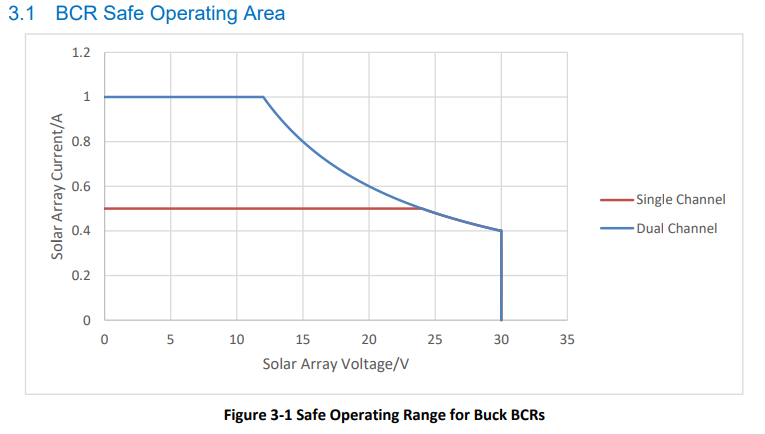 3.1 BCR Safe Operating Area
1.2
1
0.8
0.6
0.4
0.2
0
Solar Array Current/A
0 5 10 15 20 25 30 35
Solar Array Voltage/V
Single Channel
Dual Channel
Figure 3-1 Safe Operating Range for Buck BCRs